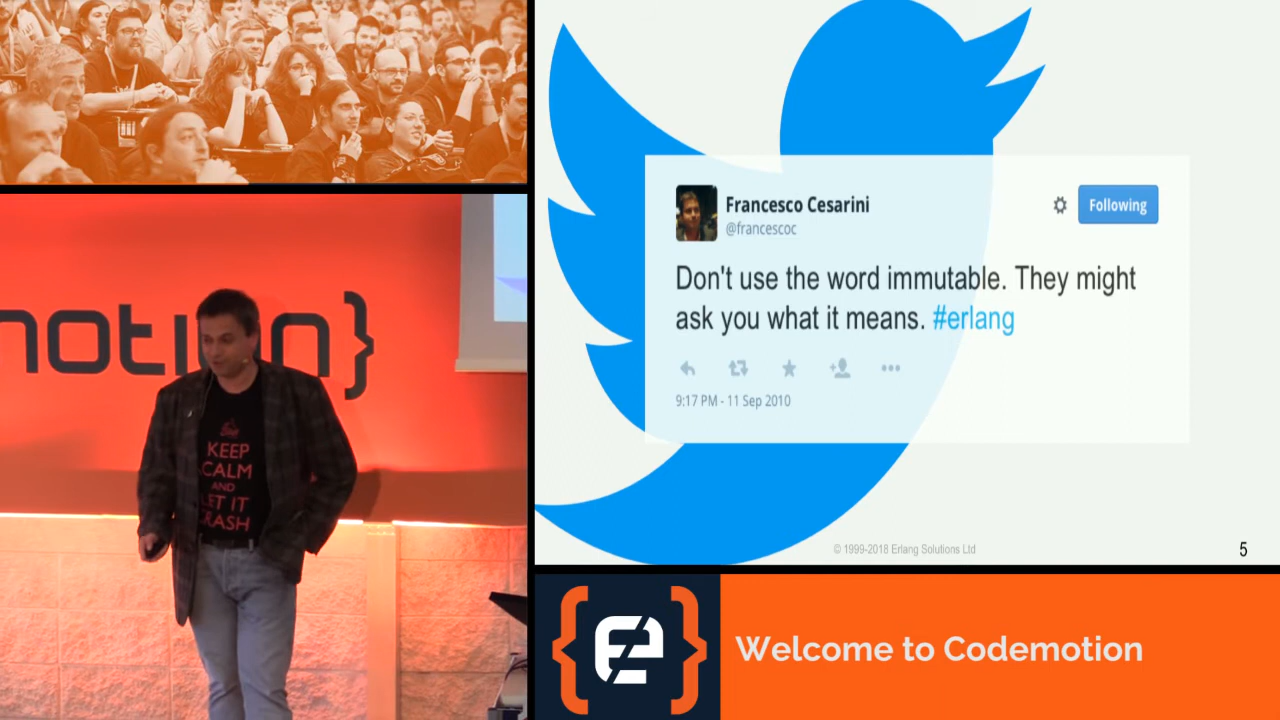 notion}
KEEP
CALM
AND
LET IT
CRASH
Francesco Cesarini
@francescoc
Following
Don't use the word immutable. They might
ask you what it means. #erlang
9:17 PM - 11 Sep 2010
© 1999-2018 Erlang Solutions Ltd
5
Welcome to Codemotion